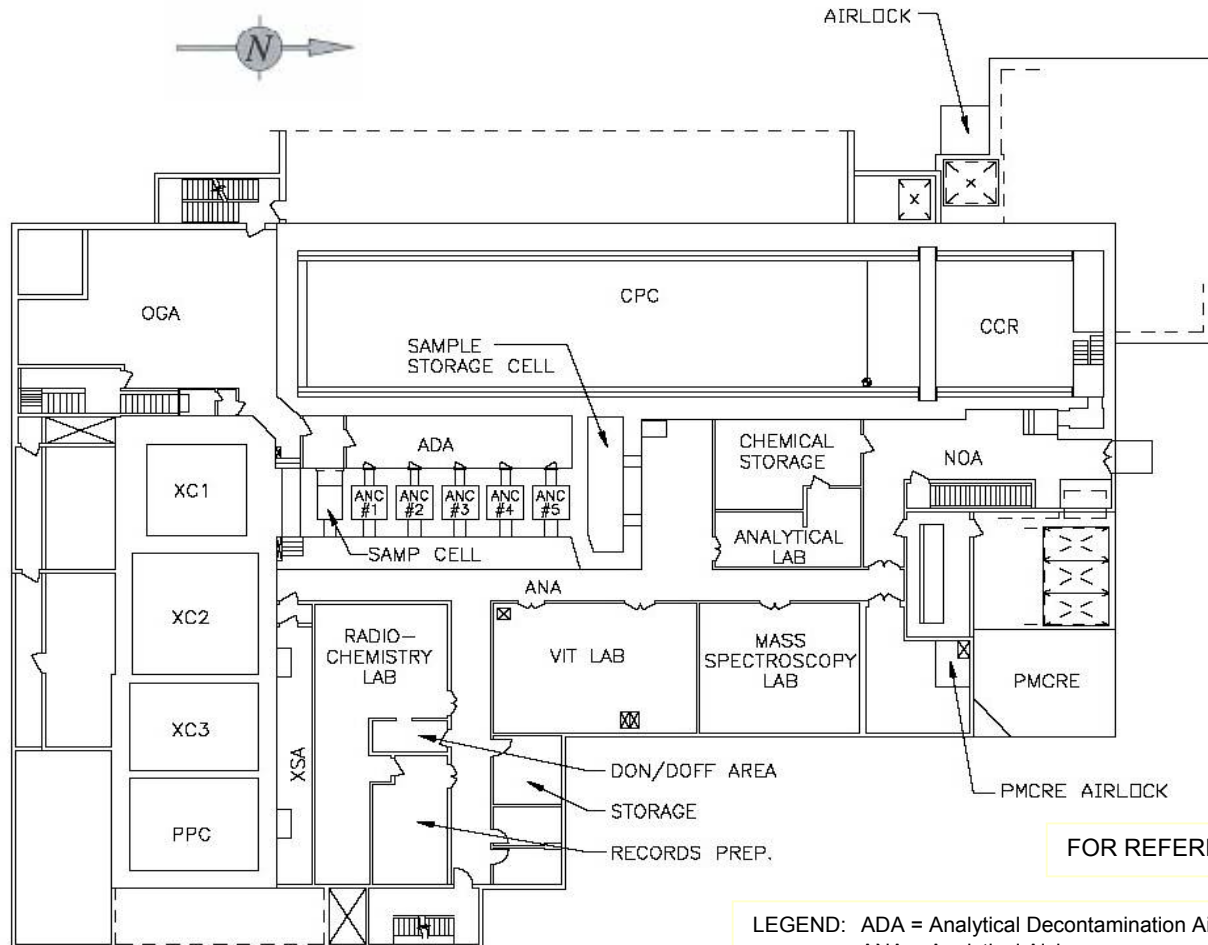 N
AIRLOCK
OGA
CPC
CCR
SAMPLE
STORAGE CELL
ADA
CHEMICAL
STORAGE
NOA
XC1
ANC
#1
ANC
#2
ANC
#3
ANC
#4
ANC
#5
SAMP CELL
ANALYTICAL
LAB
ANA
XC2
RADIO-
CHEMISTRY
LAB
VIT LAB
MASS
SPECTROSCOPY
LAB
PMCRE
XC3
XSA
DON/DOFF AREA
PMCRE AIRLOCK
STORAGE
PPC
RECORDS PREP.
FOR REFERE
LEGEND: ADA = Analytical Decontamination Ai